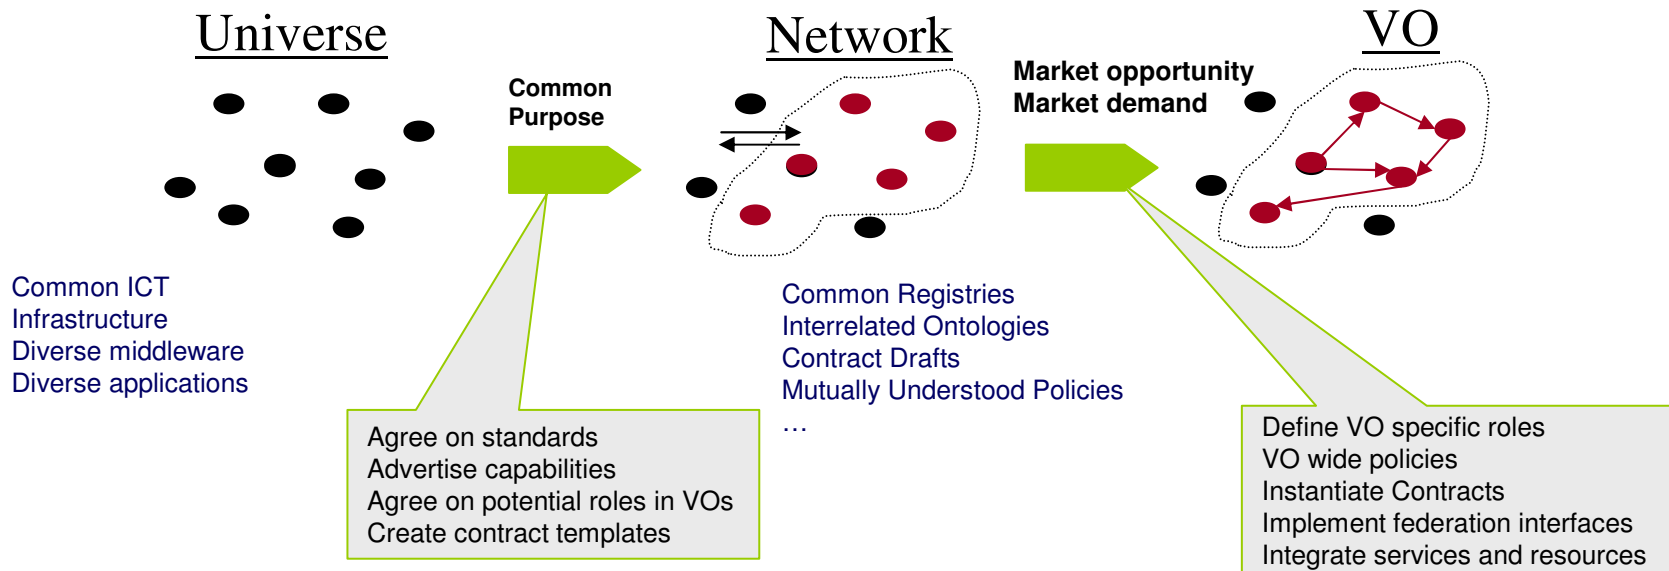 Universe
Network
VO
Common
Purpose
Market opportunity
Market demand
Common ICT
Infrastructure
Diverse middleware
Diverse applications
Common Registries
Interrelated Ontologies
Contract Drafts
Mutually Understood Policies
…
Agree on standards
Advertise capabilities
Agree on potential roles in VOs
Create contract templates
Define VO specific roles
VO wide policies
Instantiate Contracts
Implement federation interfaces
Integrate services and resources